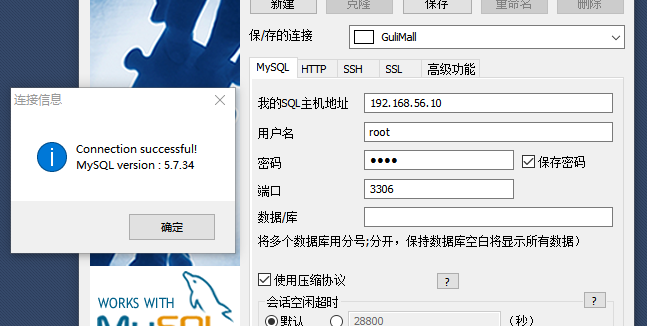 新建
克隆
保存
重命名
删除
保/存的连接
GuliMall
MySQL
HTTP
SSH
SSL
高级功能
连接信息
Connection successful!
MySQL version : 5.7.34
确定
我的SQL主机地址
192.168.56.10
用户名
root
密码
●●●●
保存密码
端口
3306
数据/库
将多个数据库用分号;分开，保持数据库空白将显示所有数据)
使用压缩协议
?
会话空闲超时
?
默认
28800
(秒)
WORKS WITH
MySQL